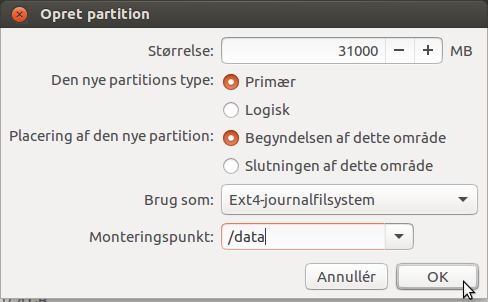 Opret partition
Størrelse: 31000 MB
Den nye partitions type: Primær
Logisk
Placering af den nye partition: Begyndelsen af dette område
Slutningen af dette område
Brug som: Ext4-journalfilsystem
Monteringspunkt: /data
Annullér OK